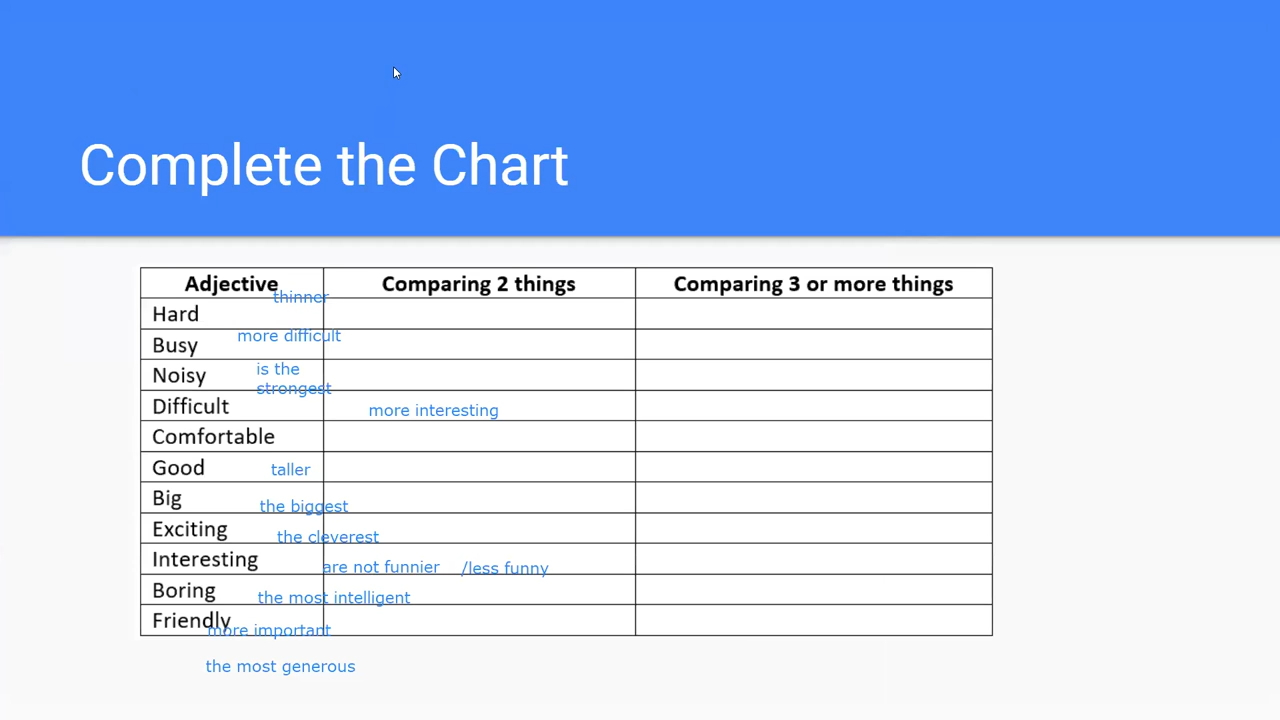 Complete the Chart
Adjective Comparing 2 things Comparing 3 or more things
thinner
Hard
more difficult
Busy
is the
Noisy
strongest
Difficult
more interesting
Comfortable
Good
taller
Big
the biggest
Exciting
the cleverest
Interesting
are not funnier /less funny
Boring
the most intelligent
Friendly
more important
the most generous